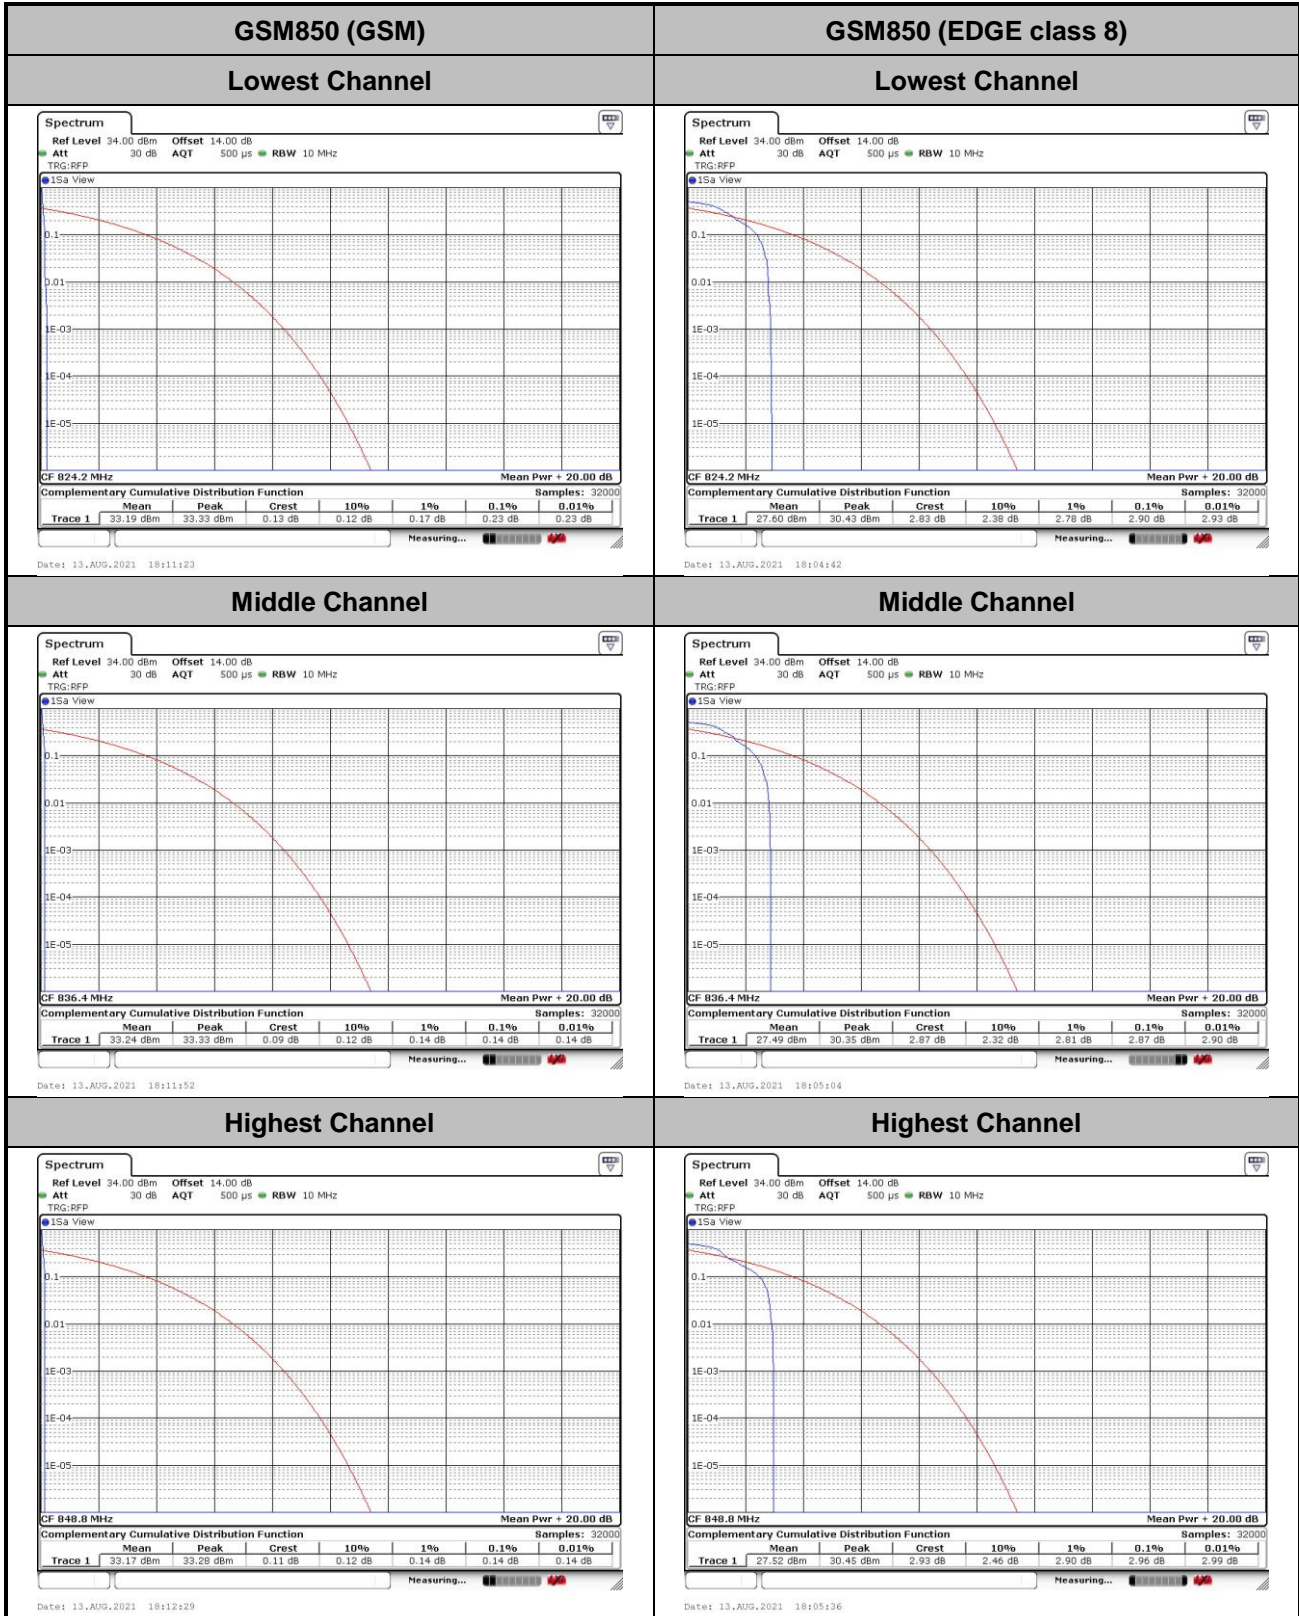 GSM850 (GSM) GSM850 (EDGE class 8)
Lowest Channel Lowest Channel
Spectrum
Ref Level 34.00 dBm Offset 14.00 dB
Att 30 dB AQT 500 µs RBW 10 MHz
TRG:RFP
1Sa View
0.1
0.01
1E-03
1E-04
1E-05
CF 824.2 MHz Mean Pwr + 20.00 dB
Complementary Cumulative Distribution Function Samples: 32000
Mean Peak Crest 10% 1% 0.1% 0.01%
Trace 1 33.19 dBm 33.33 dBm 0.13 dB 0.12 dB 0.17 dB 0.23 dB 0.23 dB
Measuring...
Date: 13.AUG.2021 18:11:23
Spectrum
Ref Level 34.00 dBm Offset 14.00 dB
Att 30 dB AQT 500 µs RBW 10 MHz
TRG:RFP
1Sa View
0.1
0.01
1E-03
1E-04
1E-05
CF 824.2 MHz Mean Pwr + 20.00 dB
Complementary Cumulative Distribution Function Samples: 32000
Mean Peak Crest 10% 1% 0.1% 0.01%
Trace 1 27.60 dBm 30.43 dBm 2.83 dB 2.38 dB 2.78 dB 2.90 dB 2.93 dB
Measuring...
Date: 13.AUG.2021 18:04:42
Middle Channel Middle Channel
Spectrum
Ref Level 34.00 dBm Offset 14.00 dB
Att 30 dB AQT 500 µs RBW 10 MHz
TRG:RFP
1Sa View
0.1
0.01
1E-03
1E-04
1E-05
CF 836.4 MHz Mean Pwr + 20.00 dB
Complementary Cumulative Distribution Function Samples: 32000
Mean Peak Crest 10% 1% 0.1% 0.01%
Trace 1 33.24 dBm 33.33 dBm 0.09 dB 0.12 dB 0.14 dB 0.14 dB 0.14 dB
Measuring...
Date: 13.AUG.2021 18:11:52
Spectrum
Ref Level 34.00 dBm Offset 14.00 dB
Att 30 dB AQT 500 µs RBW 10 MHz
TRG:RFP
1Sa View
0.1
0.01
1E-03
1E-04
1E-05
CF 836.4 MHz Mean Pwr + 20.00 dB
Complementary Cumulative Distribution Function Samples: 32000
Mean Peak Crest 10% 1% 0.1% 0.01%
Trace 1 27.49 dBm 30.35 dBm 2.87 dB 2.32 dB 2.81 dB 2.87 dB 2.90 dB
Measuring...
Date: 13.AUG.2021 18:05:04
Highest Channel Highest Channel
Spectrum
Ref Level 34.00 dBm Offset 14.00 dB
Att 30 dB AQT 500 µs RBW 10 MHz
TRG:RFP
1Sa View
0.1
0.01
1E-03
1E-04
1E-05
CF 848.8 MHz Mean Pwr + 20.00 dB
Complementary Cumulative Distribution Function Samples: 32000
Mean Peak Crest 10% 1% 0.1% 0.01%
Trace 1 33.17 dBm 33.28 dBm 0.11 dB 0.12 dB 0.14 dB 0.14 dB 0.14 dB
Measuring...
Date: 13.AUG.2021 18:12:29
Spectrum
Ref Level 34.00 dBm Offset 14.00 dB
Att 30 dB AQT 500 µs RBW 10 MHz
TRG:RFP
1Sa View
0.1
0.01
1E-03
1E-04
1E-05
CF 848.8 MHz Mean Pwr + 20.00 dB
Complementary Cumulative Distribution Function Samples: 32000
Mean Peak Crest 10% 1% 0.1% 0.01%
Trace 1 27.52 dBm 30.45 dBm 2.93 dB 2.46 dB 2.90 dB 2.96 dB 2.99 dB
Measuring...
Date: 13.AUG.2021 18:05:36